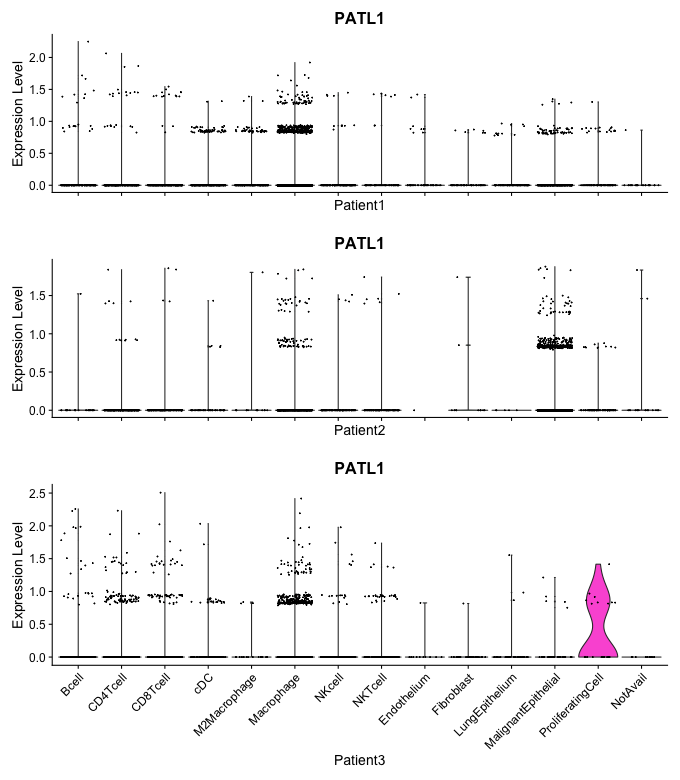 PATL1
Expression Level
2.0
1.5
1.0
0.5
0.0
Patient1
PATL1
Expression Level
1.5
1.0
0.5
0.0
Patient2
PATL1
Expression Level
2.5
2.0
1.5
1.0
0.5
0.0
Bcell
CD4Tcell
CD8Tcell
cDC
M2Macrophage
Macrophage
NKcell
NKTcell
Endothelium
Fibroblast
LungEpithelium
MalignantEpithelial
ProliferatingCell
NotAvail
Patient3